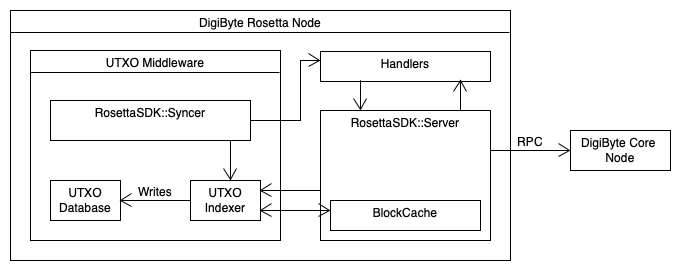 DigiByte Rosetta Node
UTXO Middleware
Handlers
RosettaSDK::Syncer
RosettaSDK::Server
RPC
DigiByte Core
Node
UTXO
Database
Writes
UTXO
Indexer
BlockCache